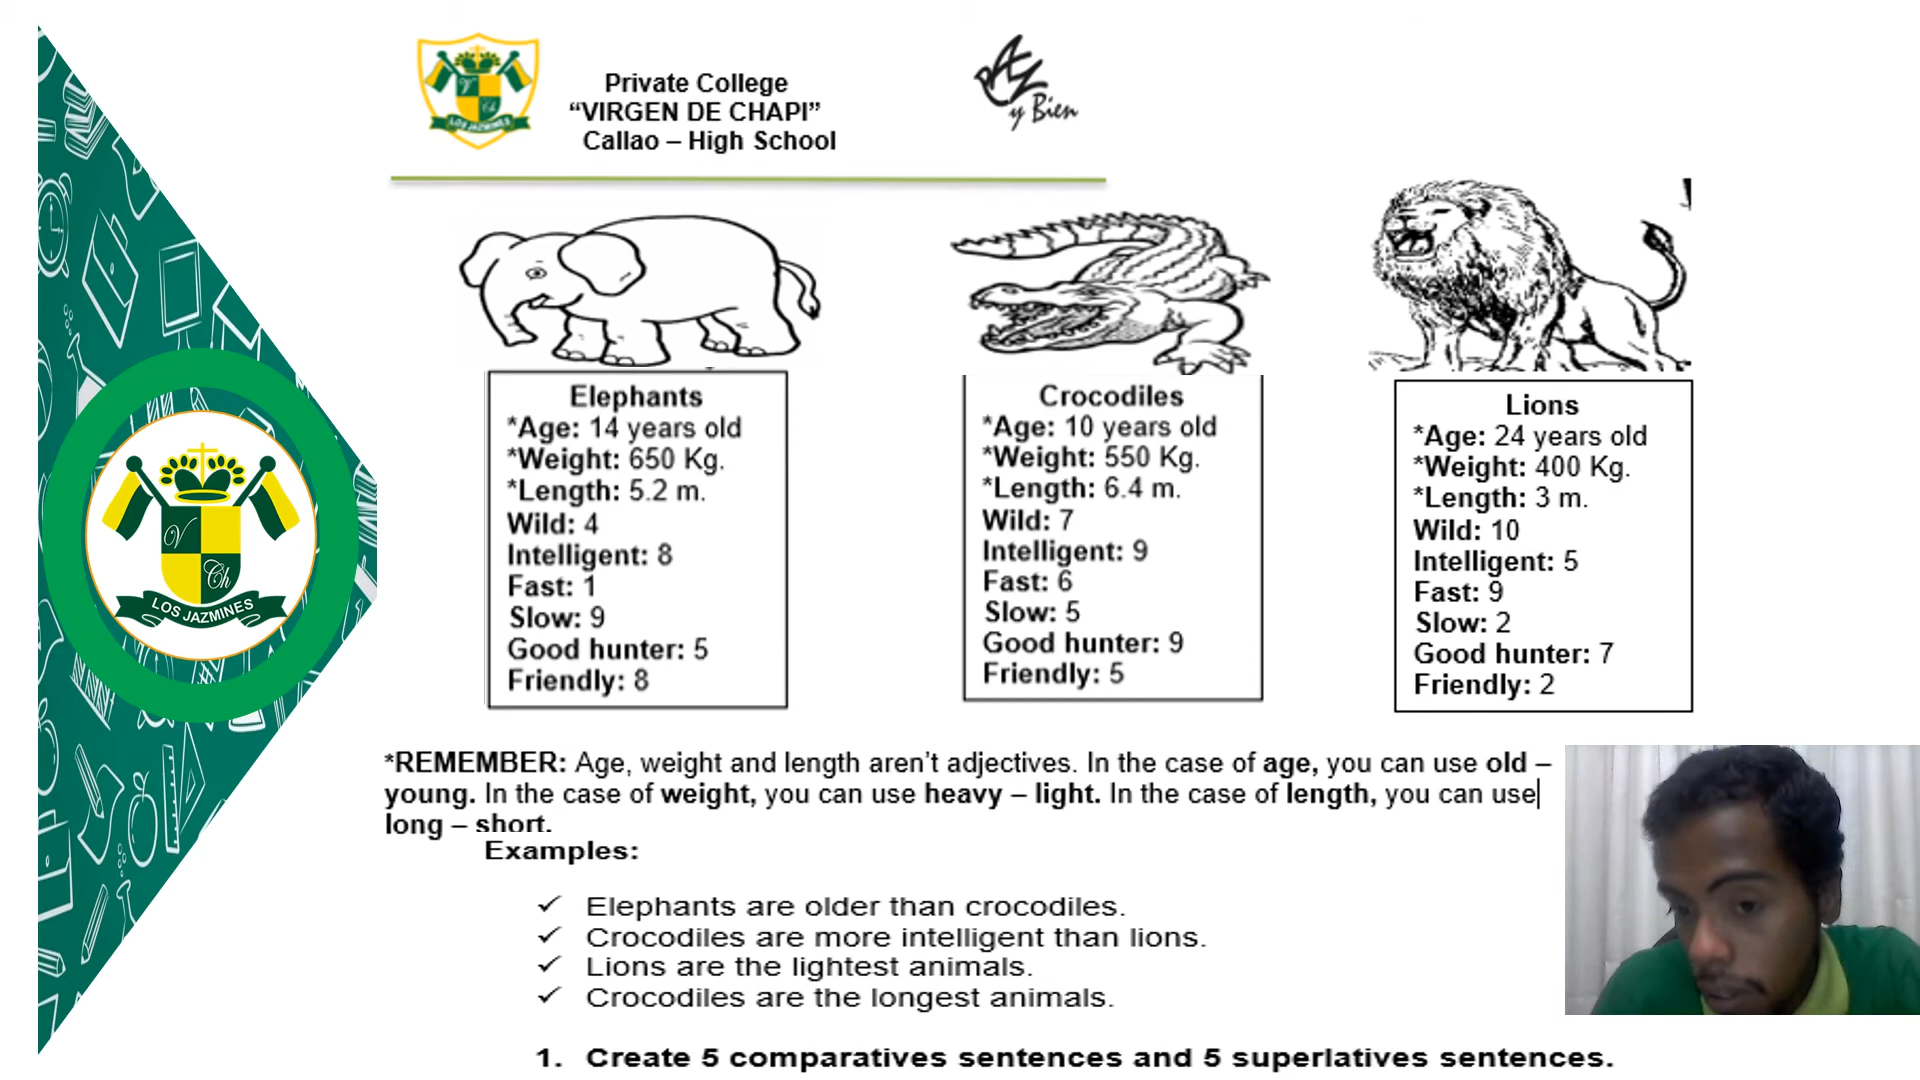 Private College
“VIRGEN DE CHAPI”
Callao – High School
PAZ
y Bien
V
Ch
LOS JAZMINES
Elephants
*Age: 14 years old
*Weight: 650 Kg.
*Length: 5.2 m.
Wild: 4
Intelligent: 8
Fast: 1
Slow: 9
Good hunter: 5
Friendly: 8
Crocodiles
*Age: 10 years old
*Weight: 550 Kg.
*Length: 6.4 m.
Wild: 7
Intelligent: 9
Fast: 6
Slow: 5
Good hunter: 9
Friendly: 5
Lions
*Age: 24 years old
*Weight: 400 Kg.
*Length: 3 m.
Wild: 10
Intelligent: 5
Fast: 9
Slow: 2
Good hunter: 7
Friendly: 2
V
Ch
LOS JAZMINES
*REMEMBER: Age, weight and length aren’t adjectives. In the case of age, you can use old –
young. In the case of weight, you can use heavy – light. In the case of length, you can use
long – short.
Examples:
✓ Elephants are older than crocodiles.
✓ Crocodiles are more intelligent than lions.
✓ Lions are the lightest animals.
✓ Crocodiles are the longest animals.
1. Create 5 comparatives sentences and 5 superlatives sentences.